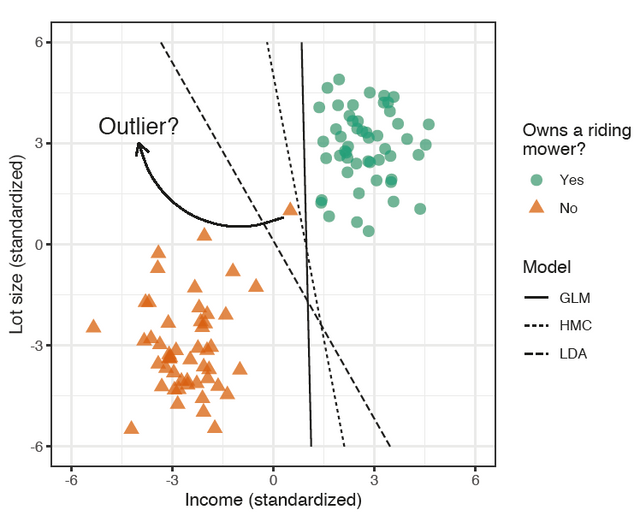 6
3
0
-3
-6
-6
-3
0
3
6
Lot size (standardized)
Income (standardized)
Outlier?
Owns a riding
mower?
Yes
No
Model
GLM
HMC
LDA